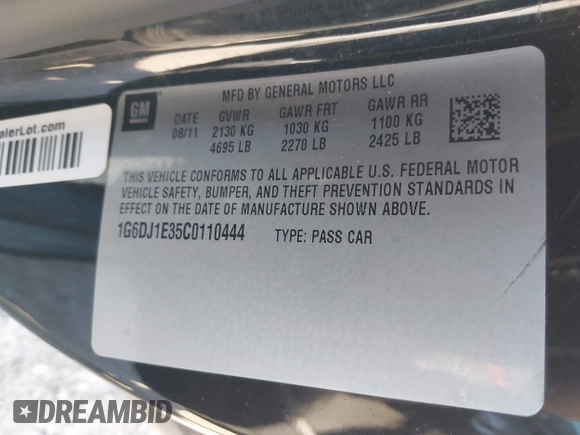 MFD BY GENERAL MOTORS LLC
GM
DATE GVWR GAWR FRT GAWR RR
08/11 2130 KG 1030 KG 1100 KG
4695 LB 2270 LB 2425 LB
THIS VEHICLE CONFORMS TO ALL APPLICABLE U.S. FEDERAL MOTOR
VEHICLE SAFETY, BUMPER, AND THEFT PREVENTION STANDARDS IN
EFFECT ON THE DATE OF MANUFACTURE SHOWN ABOVE.
1G6DJ1E35C0110444 TYPE: PASS CAR
alerLot.com
DREAMBID